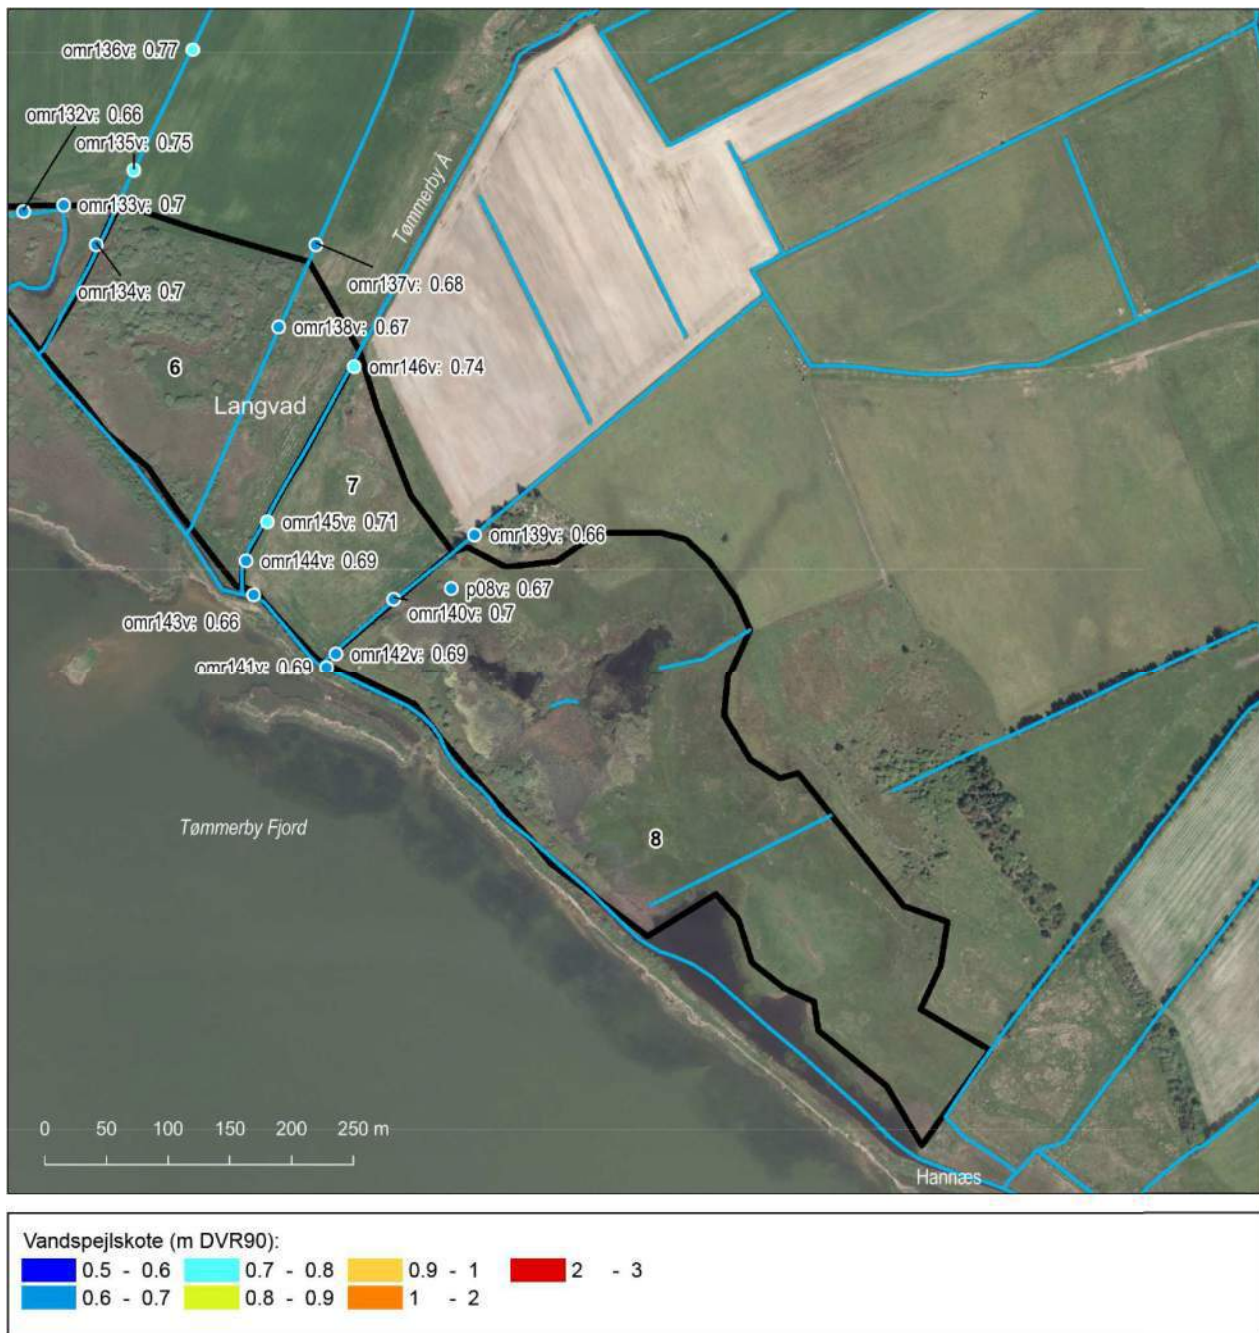 omr136v: 0.77
omr132v: 0.66
omr135v: 0.75
omr133v: 0.7
Tømmerby Å
omr134v: 0.7
omr137v: 0.68
omr138v: 0.67
6
omr146v: 0.74
Langvad
7
omr145v: 0.71
omr139v: 0.66
omr144v: 0.69
p08v: 0.67
omr143v: 0.66
omr140v: 0.7
omr142v: 0.69
omr141v: 0.69
Tømmerby Fjord
8
0 50 100 150 200 250 m
Hannæs
Vandspejlskote (m DVR90):
0.5 - 0.6 0.7 - 0.8 0.9 - 1 2 - 3
0.6 - 0.7 0.8 - 0.9 1 - 2